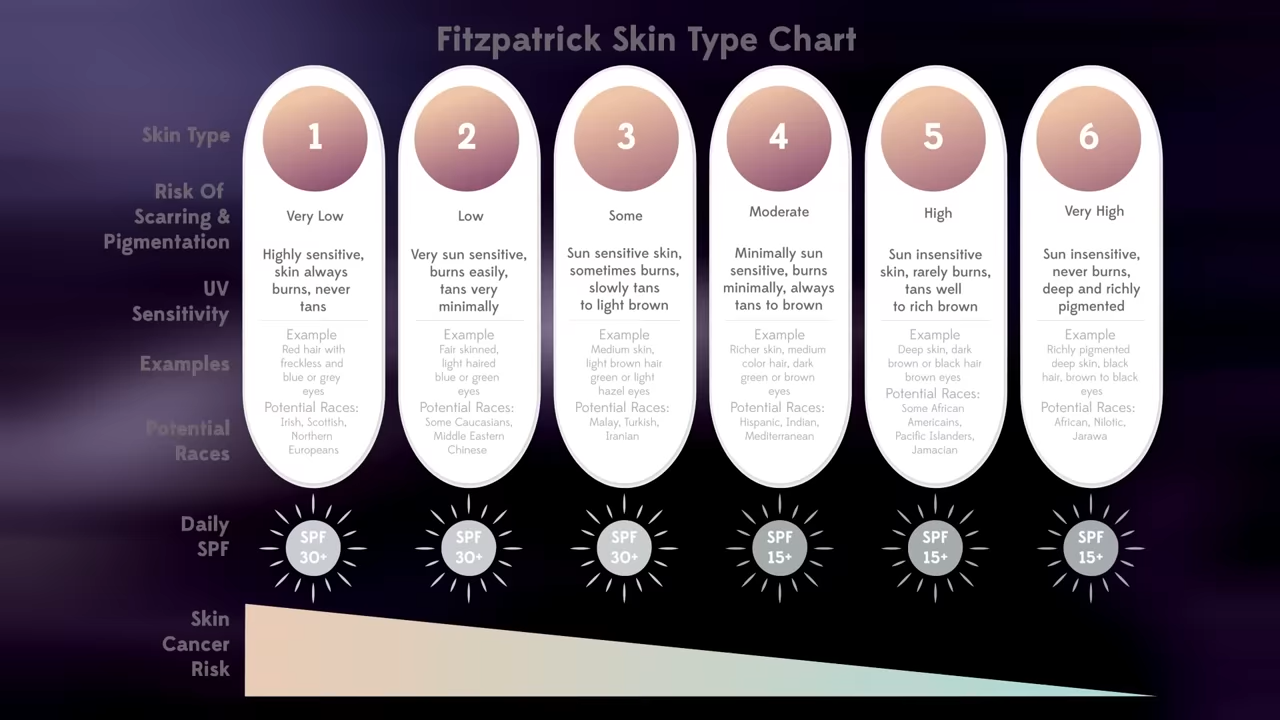 Fitzpatrick Skin Type Chart
Skin Type
1
2
3
4
5
6
Risk Of
Scarring &
Pigmentation
Very Low
Low
Some
Moderate
High
Very High
UV
Sensitivity
Highly sensitive,
skin always
burns, never
tans
Very sun sensitive,
burns easily,
tans very
minimally
Sun sensitive skin,
sometimes burns,
slowly tans
to light brown
Minimally sun
sensitive, burns
minimally, always
tans to brown
Sun insensitive
skin, rarely burns,
tans well
to rich brown
Sun insensitive,
never burns,
deep and richly
pigmented
Examples
Example
Red hair with
freckless and
blue or grey
eyes
Example
Fair skinned,
light haired
blue or green
eyes
Example
Medium skin,
light brown hair
green or light
hazel eyes
Example
Richer skin, medium
color hair, dark
green or brown
eyes
Example
Deep skin, dark
brown or black hair
brown eyes
Example
Richly pigmented
deep skin, black
hair, brown to black
eyes
Potential
Races
Potential Races:
Irish, Scottish,
Northern
Europeans
Potential Races:
Some Caucasians,
Middle Eastern
Chinese
Potential Races:
Malay, Tukish,
Iranian
Potential Races:
Hispanic, Indian,
Mediterranean
Potential Races:
Some African
Americains,
Pacific Islanders,
Jamacian
Potential Races:
African, Nilotic,
Jarawa
Daily
SPF
SPF
30+
SPF
30+
SPF
30+
SPF
15+
SPF
15+
SPF
15+
Skin
Cancer
Risk